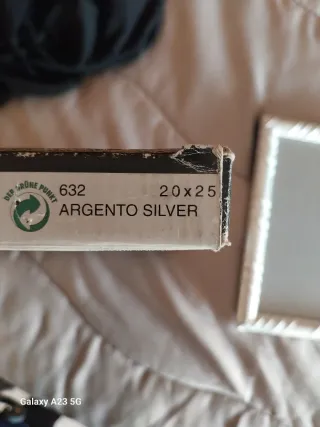 DER GRÜNE PUNKT
632 20x25
ARGENTO SILVER
Galaxy A23 5G